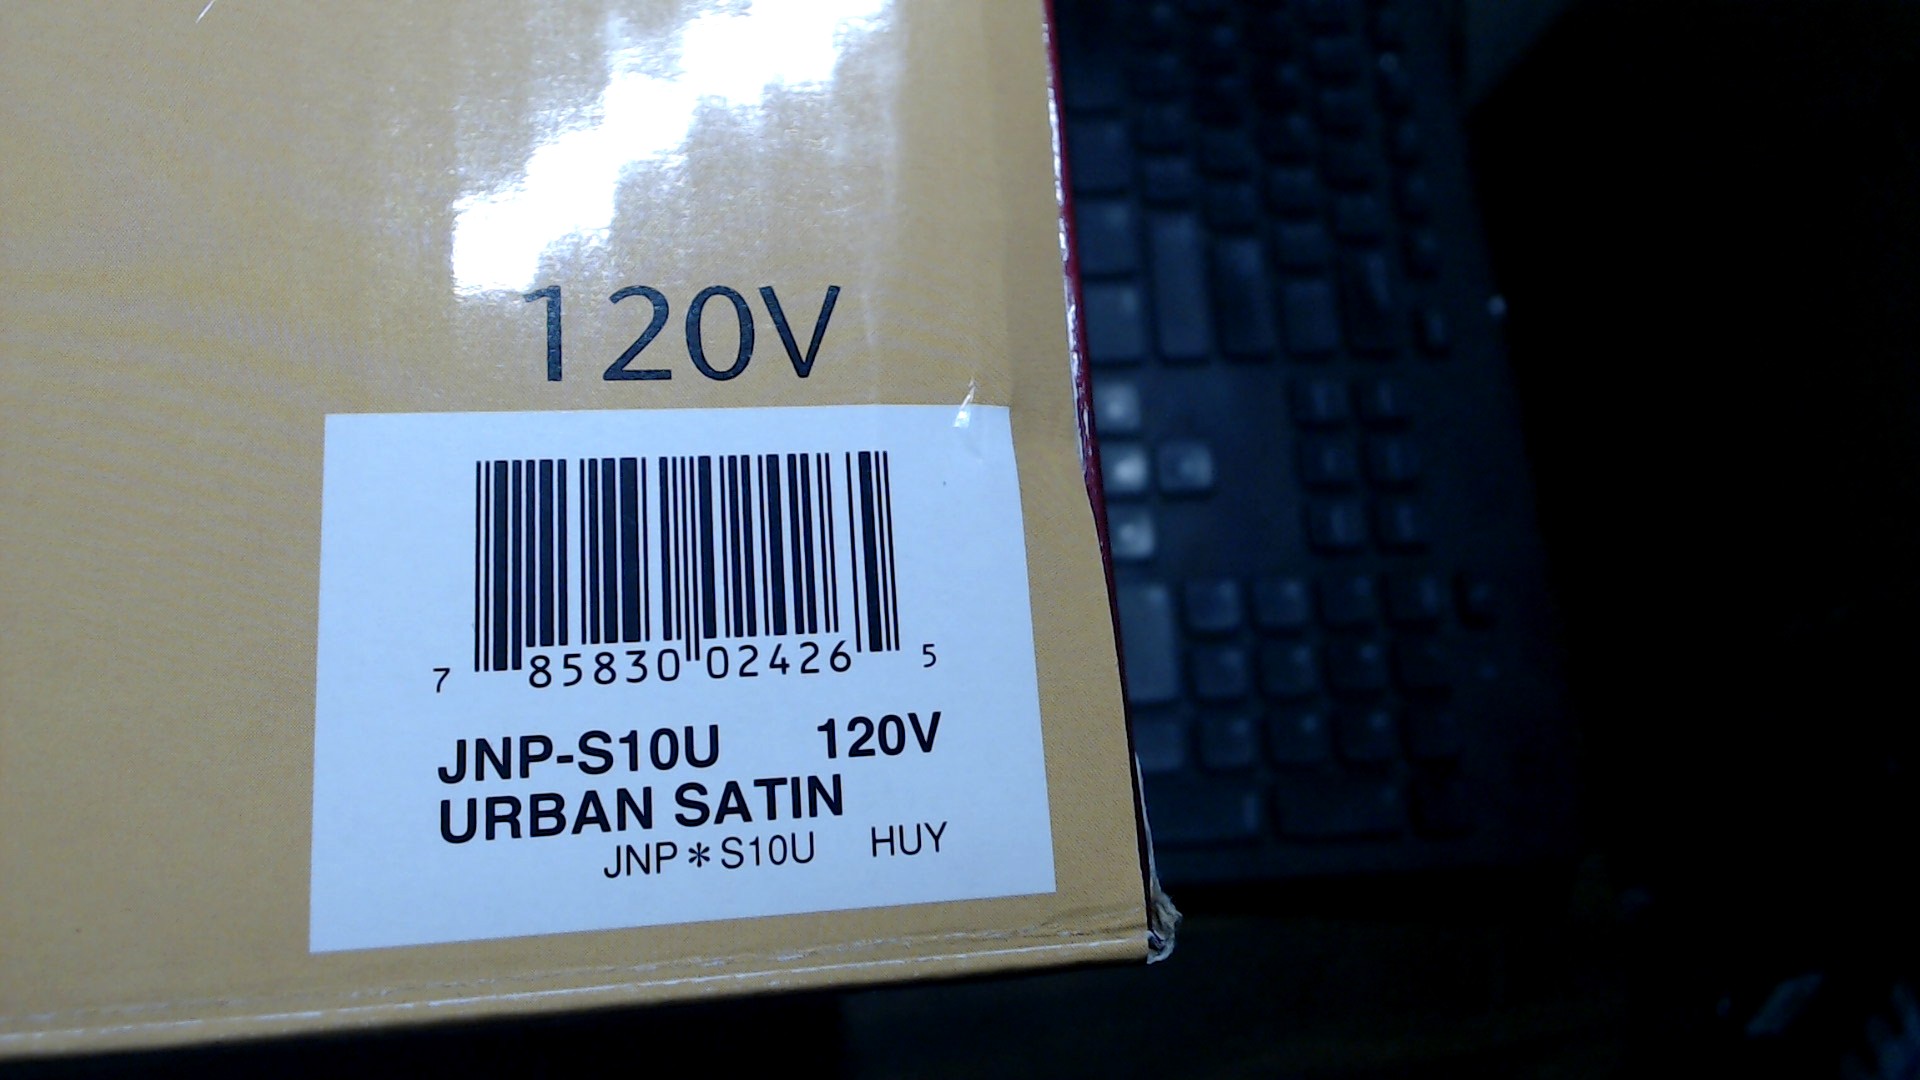 120V
7 85830 02426 5
JNP-S10U 120V
URBAN SATIN
JNP*S10U HUY